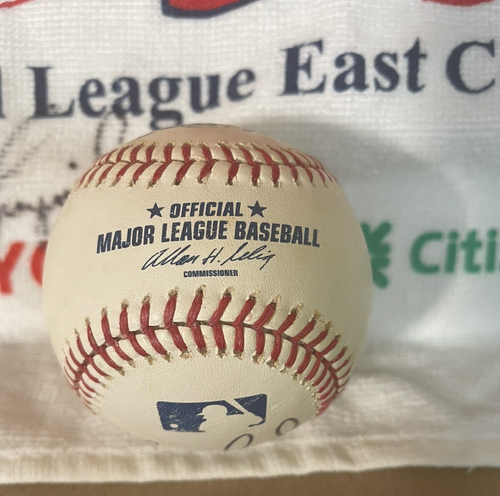 League East C
★ OFFICIAL ★
MAJOR LEAGUE BASEBALL
Allan H. Selig
COMMISSIONER
Citi